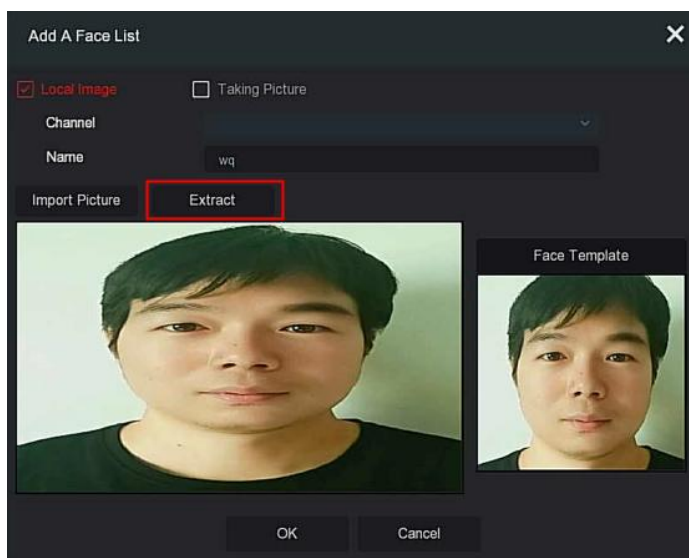 Add A Face List
Local Image Taking Picture
Channel
Name wq
Import Picture Extract
Face Template
OK Cancel